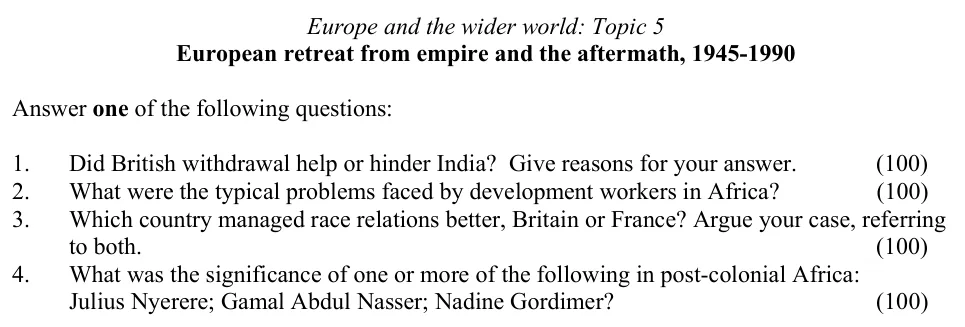 Europe and the wider world: Topic 5
European retreat from empire and the aftermath, 1945-1990
Answer one of the following questions:
1. Did British withdrawal help or hinder India? Give reasons for your answer. (100)
2. What were the typical problems faced by development workers in Africa? (100)
3. Which country managed race relations better, Britain or France? Argue your case, referring
to both. (100)
4. What was the significance of one or more of the following in post-colonial Africa:
Julius Nyerere; Gamal Abdul Nasser; Nadine Gordimer? (100)